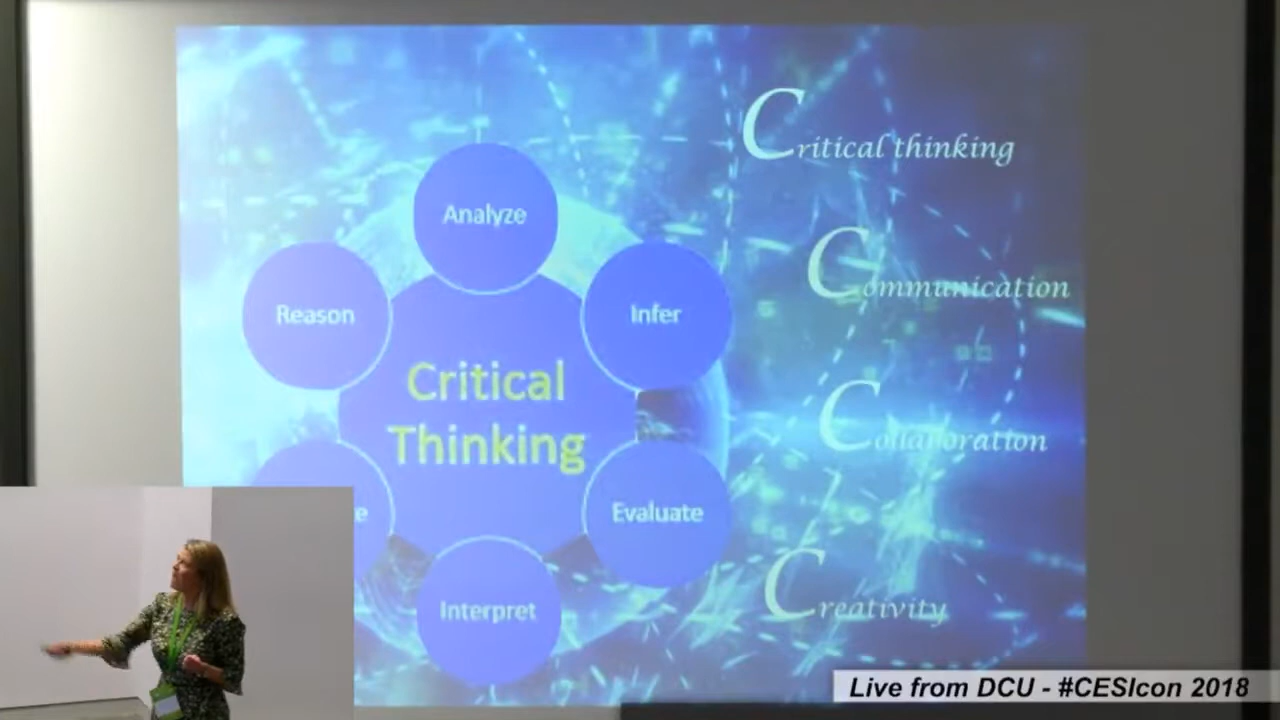 Critical thinking
Analyze
Communication
Reason
Infer
Critical
Thinking
Collaboration
Evaluate
Interpret
Creativity
Live from DCU - #CESIcon 2018